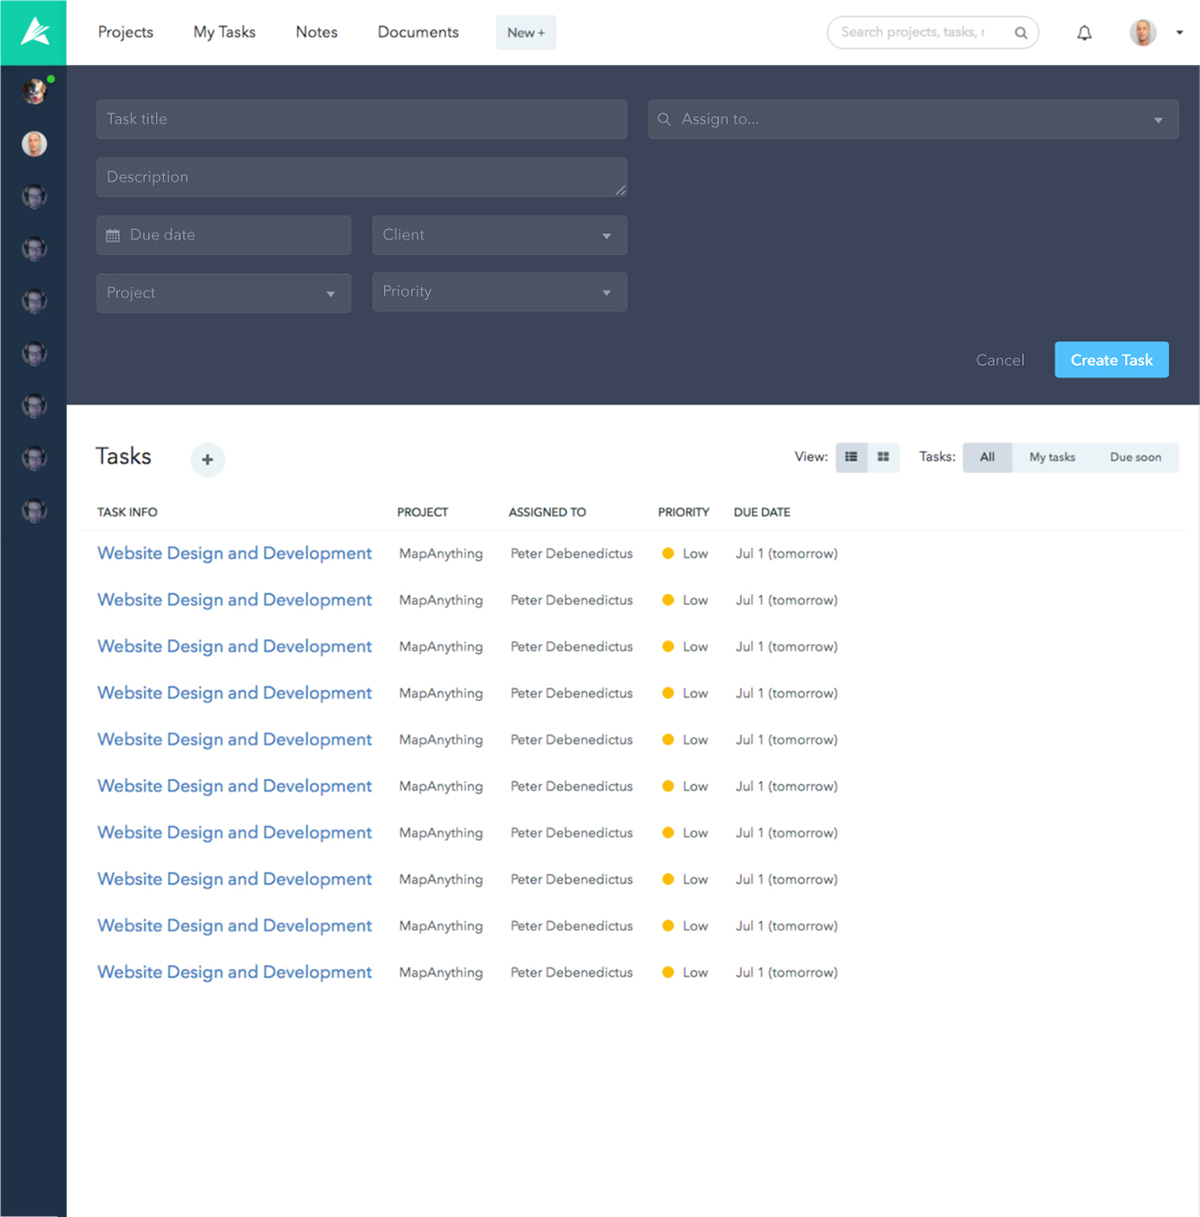 Projects My Tasks Notes Documents New + Search projects, tasks, r
Task title Assign to...
Description
Due date Client
Project Priority
Cancel Create Task
Tasks + View: Tasks: All My tasks Due soon
TASK INFO PROJECT ASSIGNED TO PRIORITY DUE DATE
Website Design and Development MapAnything Peter Debenedictus Low Jul 1 (tomorrow)
Website Design and Development MapAnything Peter Debenedictus Low Jul 1 (tomorrow)
Website Design and Development MapAnything Peter Debenedictus Low Jul 1 (tomorrow)
Website Design and Development MapAnything Peter Debenedictus Low Jul 1 (tomorrow)
Website Design and Development MapAnything Peter Debenedictus Low Jul 1 (tomorrow)
Website Design and Development MapAnything Peter Debenedictus Low Jul 1 (tomorrow)
Website Design and Development MapAnything Peter Debenedictus Low Jul 1 (tomorrow)
Website Design and Development MapAnything Peter Debenedictus Low Jul 1 (tomorrow)
Website Design and Development MapAnything Peter Debenedictus Low Jul 1 (tomorrow)
Website Design and Development MapAnything Peter Debenedictus Low Jul 1 (tomorrow)